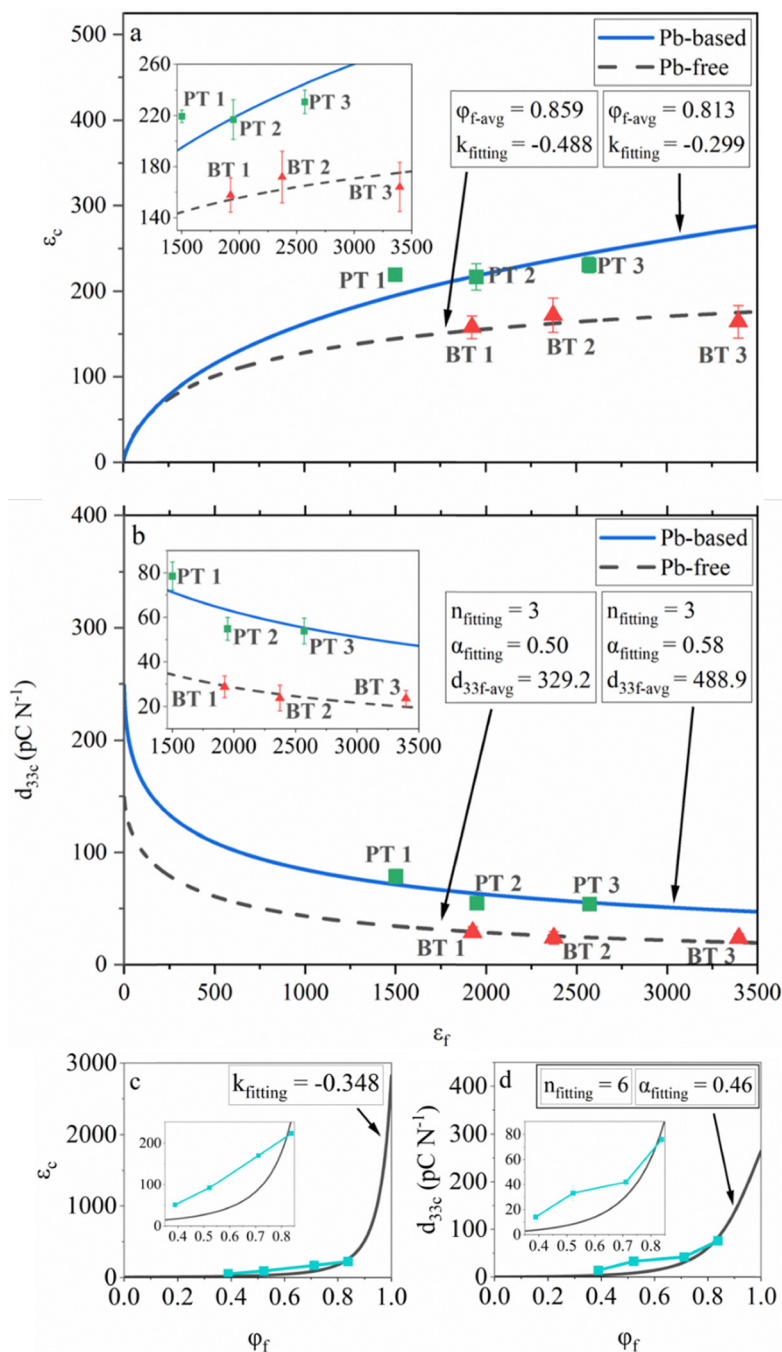 a
500
400
300
200
100
0
εc
260
220
180
140
1500 2000 2500 3000 3500
PT 1
PT 2
PT 3
BT 1
BT 2
BT 3
Pb-based
Pb-free
φf-avg = 0.859
kfitting = -0.488
φf-avg = 0.813
kfitting = -0.299
PT 1
PT 2
PT 3
BT 1
BT 2
BT 3
b
400
300
200
100
0
d33c (pC N-1)
80
60
40
20
1500 2000 2500 3000 3500
PT 1
PT 2
PT 3
BT 1
BT 2
BT 3
Pb-based
Pb-free
nfitting = 3
αfitting = 0.50
d33f-avg = 329.2
nfitting = 3
αfitting = 0.58
d33f-avg = 488.9
PT 1
PT 2
PT 3
BT 1
BT 2
BT 3
0 500 1000 1500 2000 2500 3000 3500
εf
c
3000
2000
1000
0
εc
kfitting = -0.348
200
100
0
0.4 0.5 0.6 0.7 0.8
0.0 0.2 0.4 0.6 0.8 1.0
φf
d
400
300
200
100
0
d33c (pC N-1)
nfitting = 6
αfitting = 0.46
80
60
40
20
0
0.4 0.5 0.6 0.7 0.8
0.0 0.2 0.4 0.6 0.8 1.0
φf